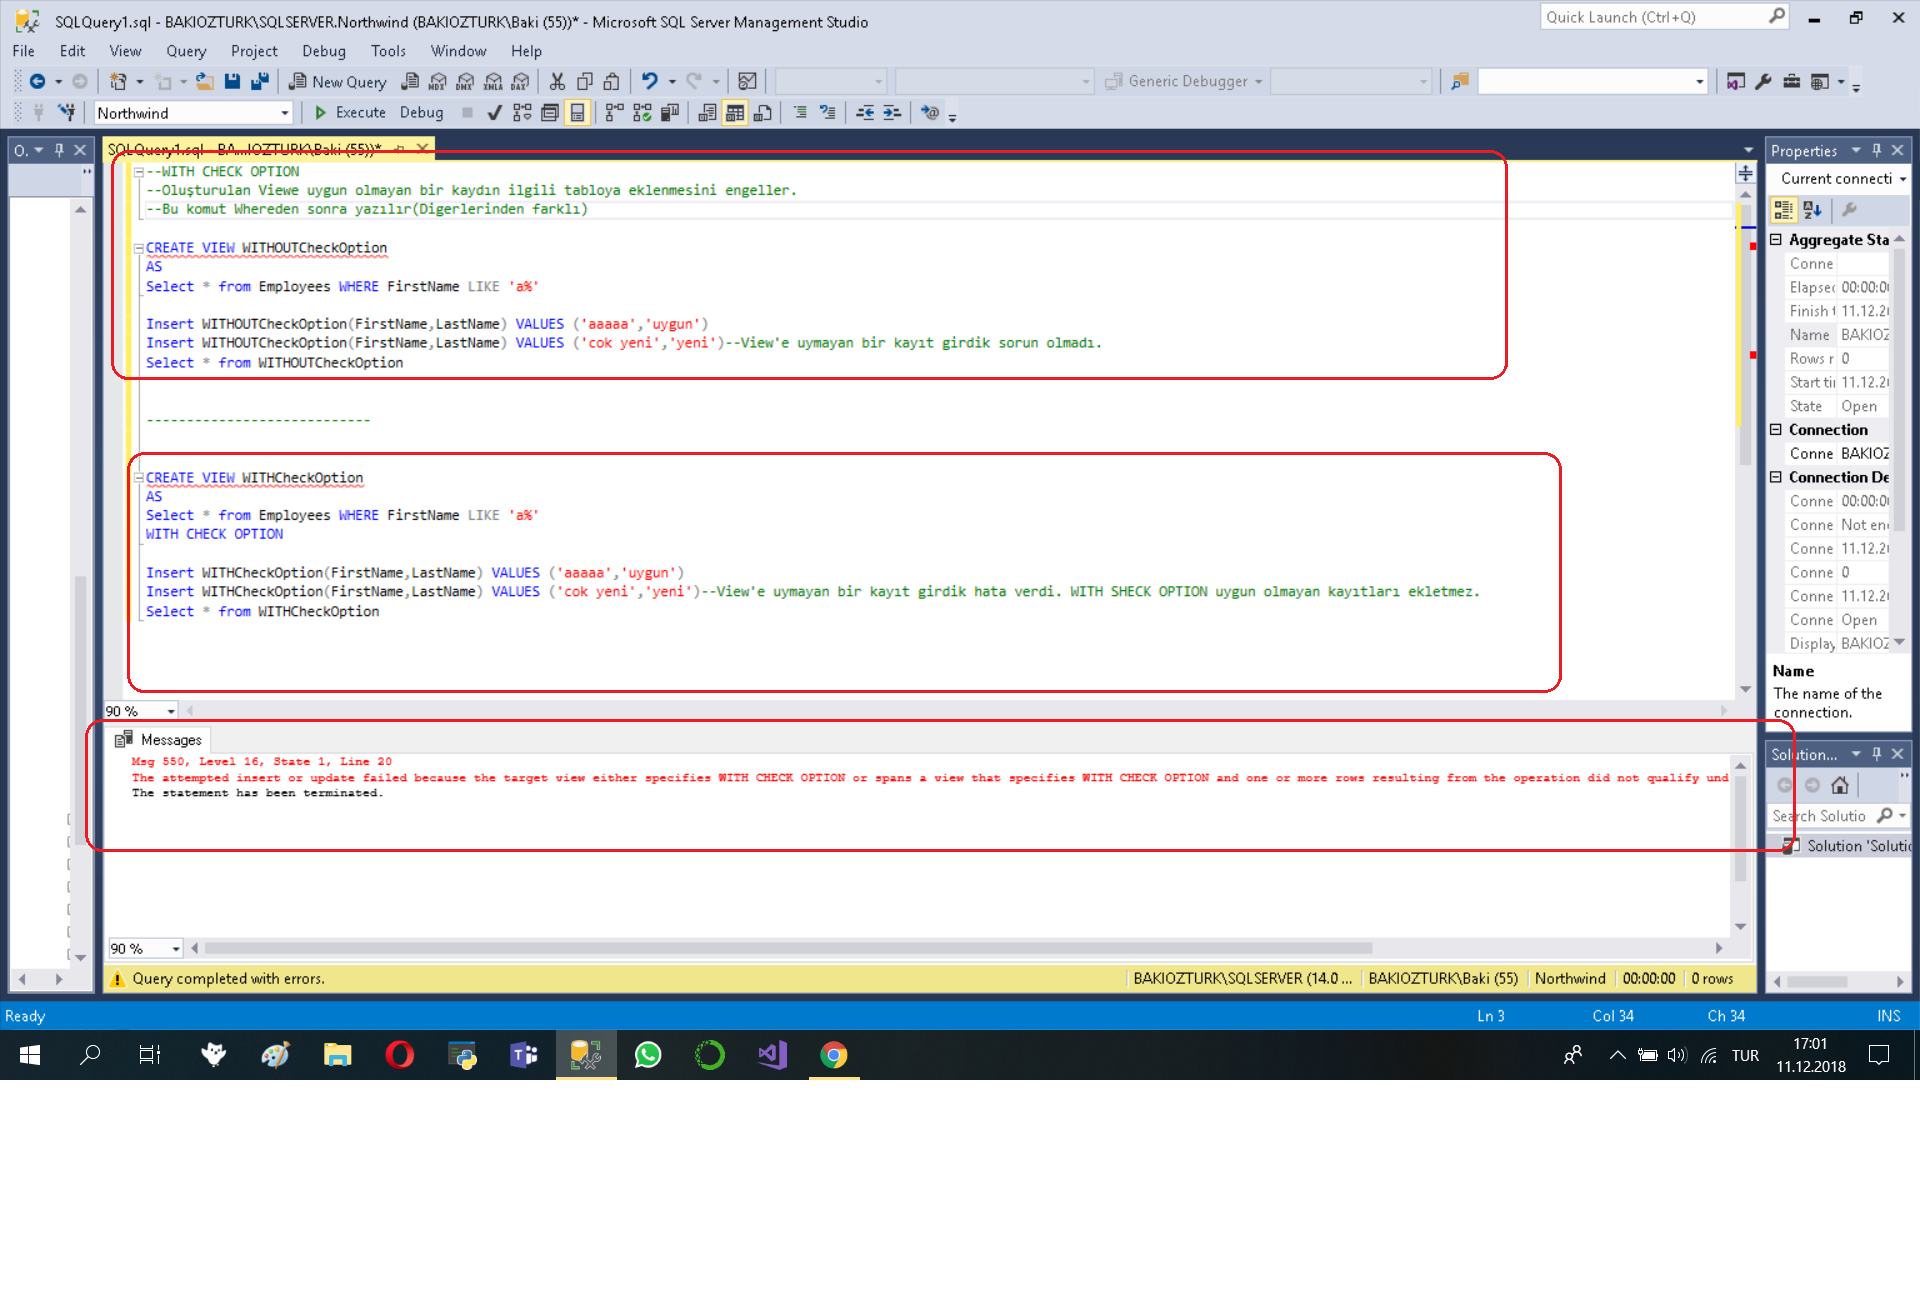 SQLQuery1.sql - BAKIOZTURK\SQLSERVER.Northwind (BAKIOZTURK\Baki (55))* - Microsoft SQL Server Management Studio
Quick Launch (Ctrl+Q)
File Edit View Query Project Debug Tools Window Help
New Query
MDX DMX XMLA DAX
Generic Debugger
Northwind
Execute Debug
O.
SQLQuery1.sql - BA...IOZTURK\Baki (55))*
--WITH CHECK OPTION
--Oluşturulan Viewe uygun olmayan bir kaydın ilgili tabloya eklenmesini engeller.
--Bu komut Whereden sonra yazılır(Digerlerinden farklı)
CREATE VIEW WITHOUTCheckOption
AS
Select * from Employees WHERE FirstName LIKE 'a%'
Insert WITHOUTCheckOption(FirstName,LastName) VALUES ('aaaaa','uygun')
Insert WITHOUTCheckOption(FirstName,LastName) VALUES ('cok yeni','yeni')--View'e uymayan bir kayıt girdik sorun olmadı.
Select * from WITHOUTCheckOption
----------------------------
CREATE VIEW WITHCheckOption
AS
Select * from Employees WHERE FirstName LIKE 'a%'
WITH CHECK OPTION
Insert WITHCheckOption(FirstName,LastName) VALUES ('aaaaa','uygun')
Insert WITHCheckOption(FirstName,LastName) VALUES ('cok yeni','yeni')--View'e uymayan bir kayıt girdik hata verdi. WITH SHECK OPTION uygun olmayan kayıtları ekletmez.
Select * from WITHCheckOption
90 %
Messages
Msg 550, Level 16, State 1, Line 20
The attempted insert or update failed because the target view either specifies WITH CHECK OPTION or spans a view that specifies WITH CHECK OPTION and one or more rows resulting from the operation did not qualify und
The statement has been terminated.
90 %
Query completed with errors.
BAKIOZTURK\SQLSERVER (14.0 ... BAKIOZTURK\Baki (55) Northwind 00:00:00 0 rows
Properties
Current connecti
Aggregate Sta
Conne
Elapsec 00:00:0
Finish t 11.12.2
Name BAKIOZ
Rows r 0
Start tii 11.12.2
State Open
Connection
Conne BAKIOZ
Connection De
Conne 00:00:0
Conne Not en
Conne 11.12.2
Conne 0
Conne 11.12.2
Conne Open
Display BAKIOZ
Name
The name of the
connection.
Solution...
Search Solutio
Solution 'Soluti
Ready
Ln 3 Col 34 Ch 34 INS
TUR
17:01
11.12.2018